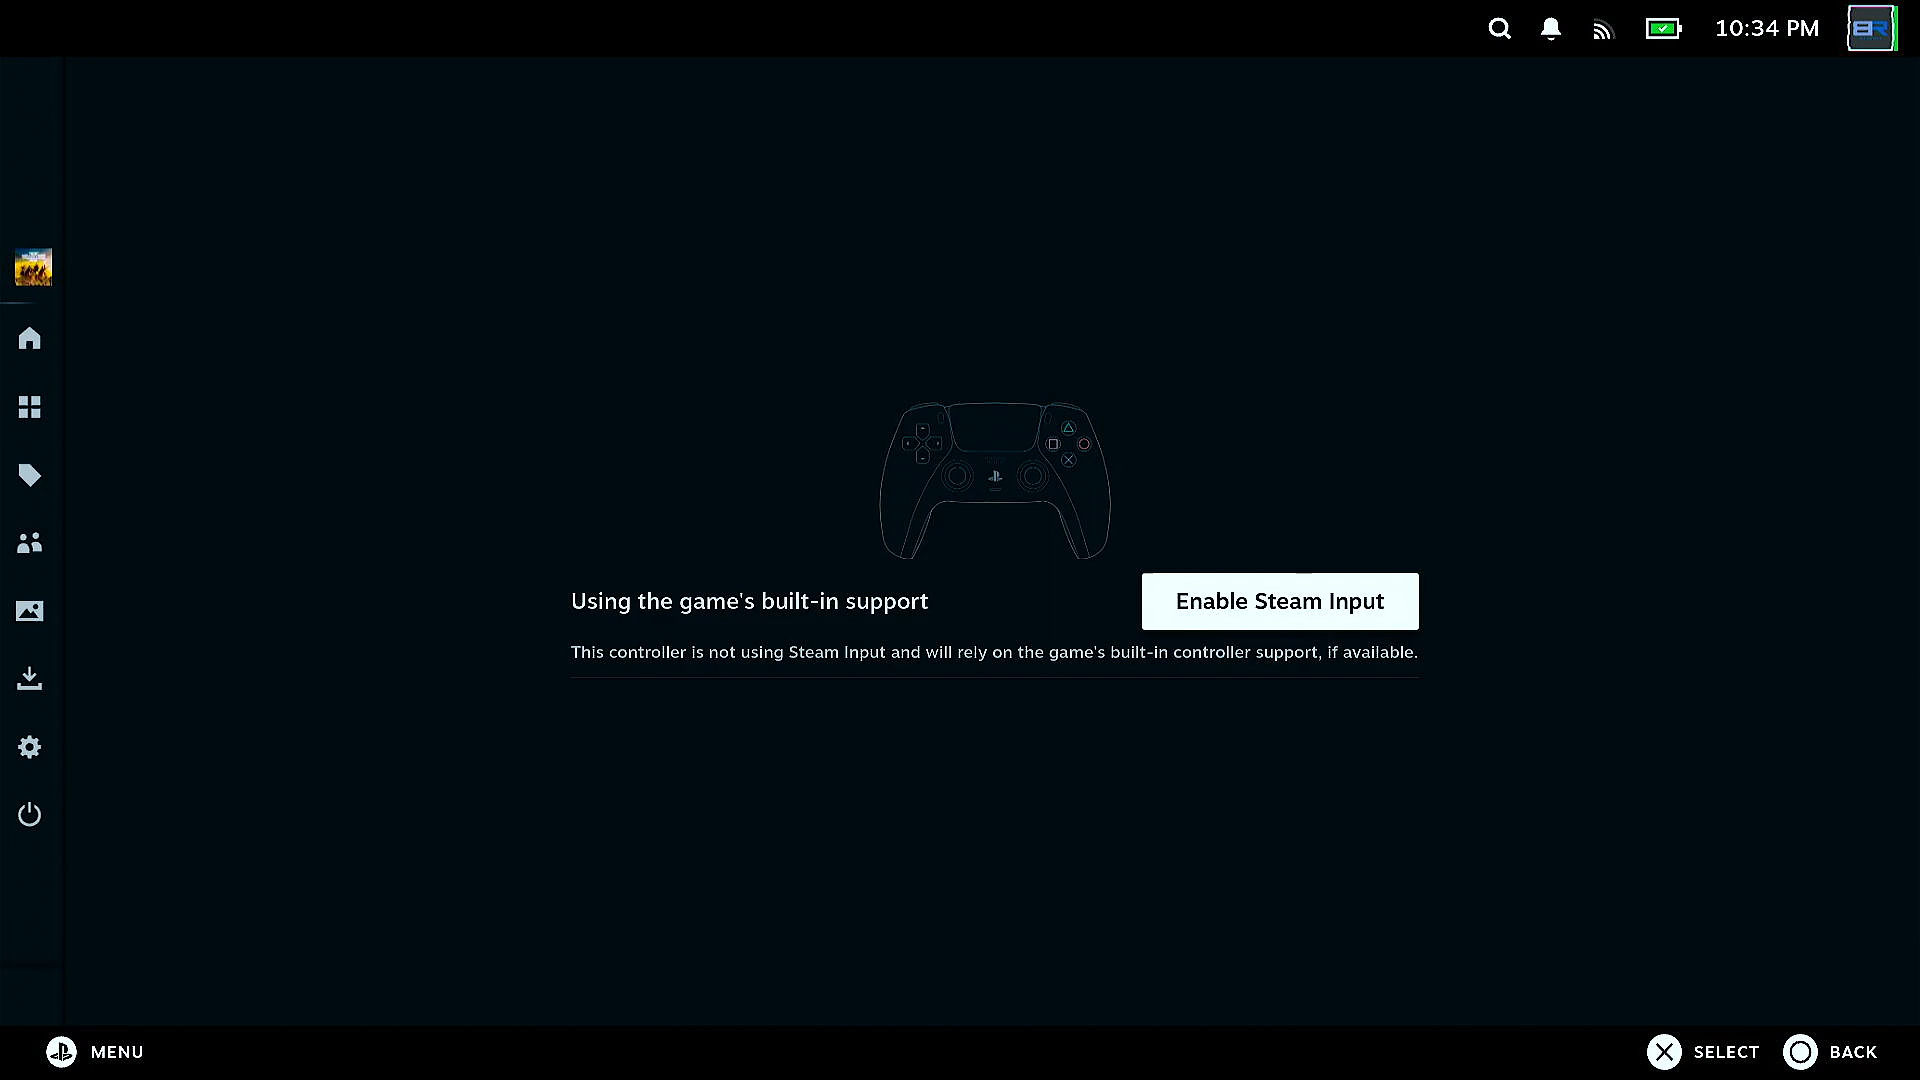 10:34 PM
BR
Using the game's built-in support
Enable Steam Input
This controller is not using Steam Input and will rely on the game's built-in controller support, if available.
MENU
SELECT
BACK